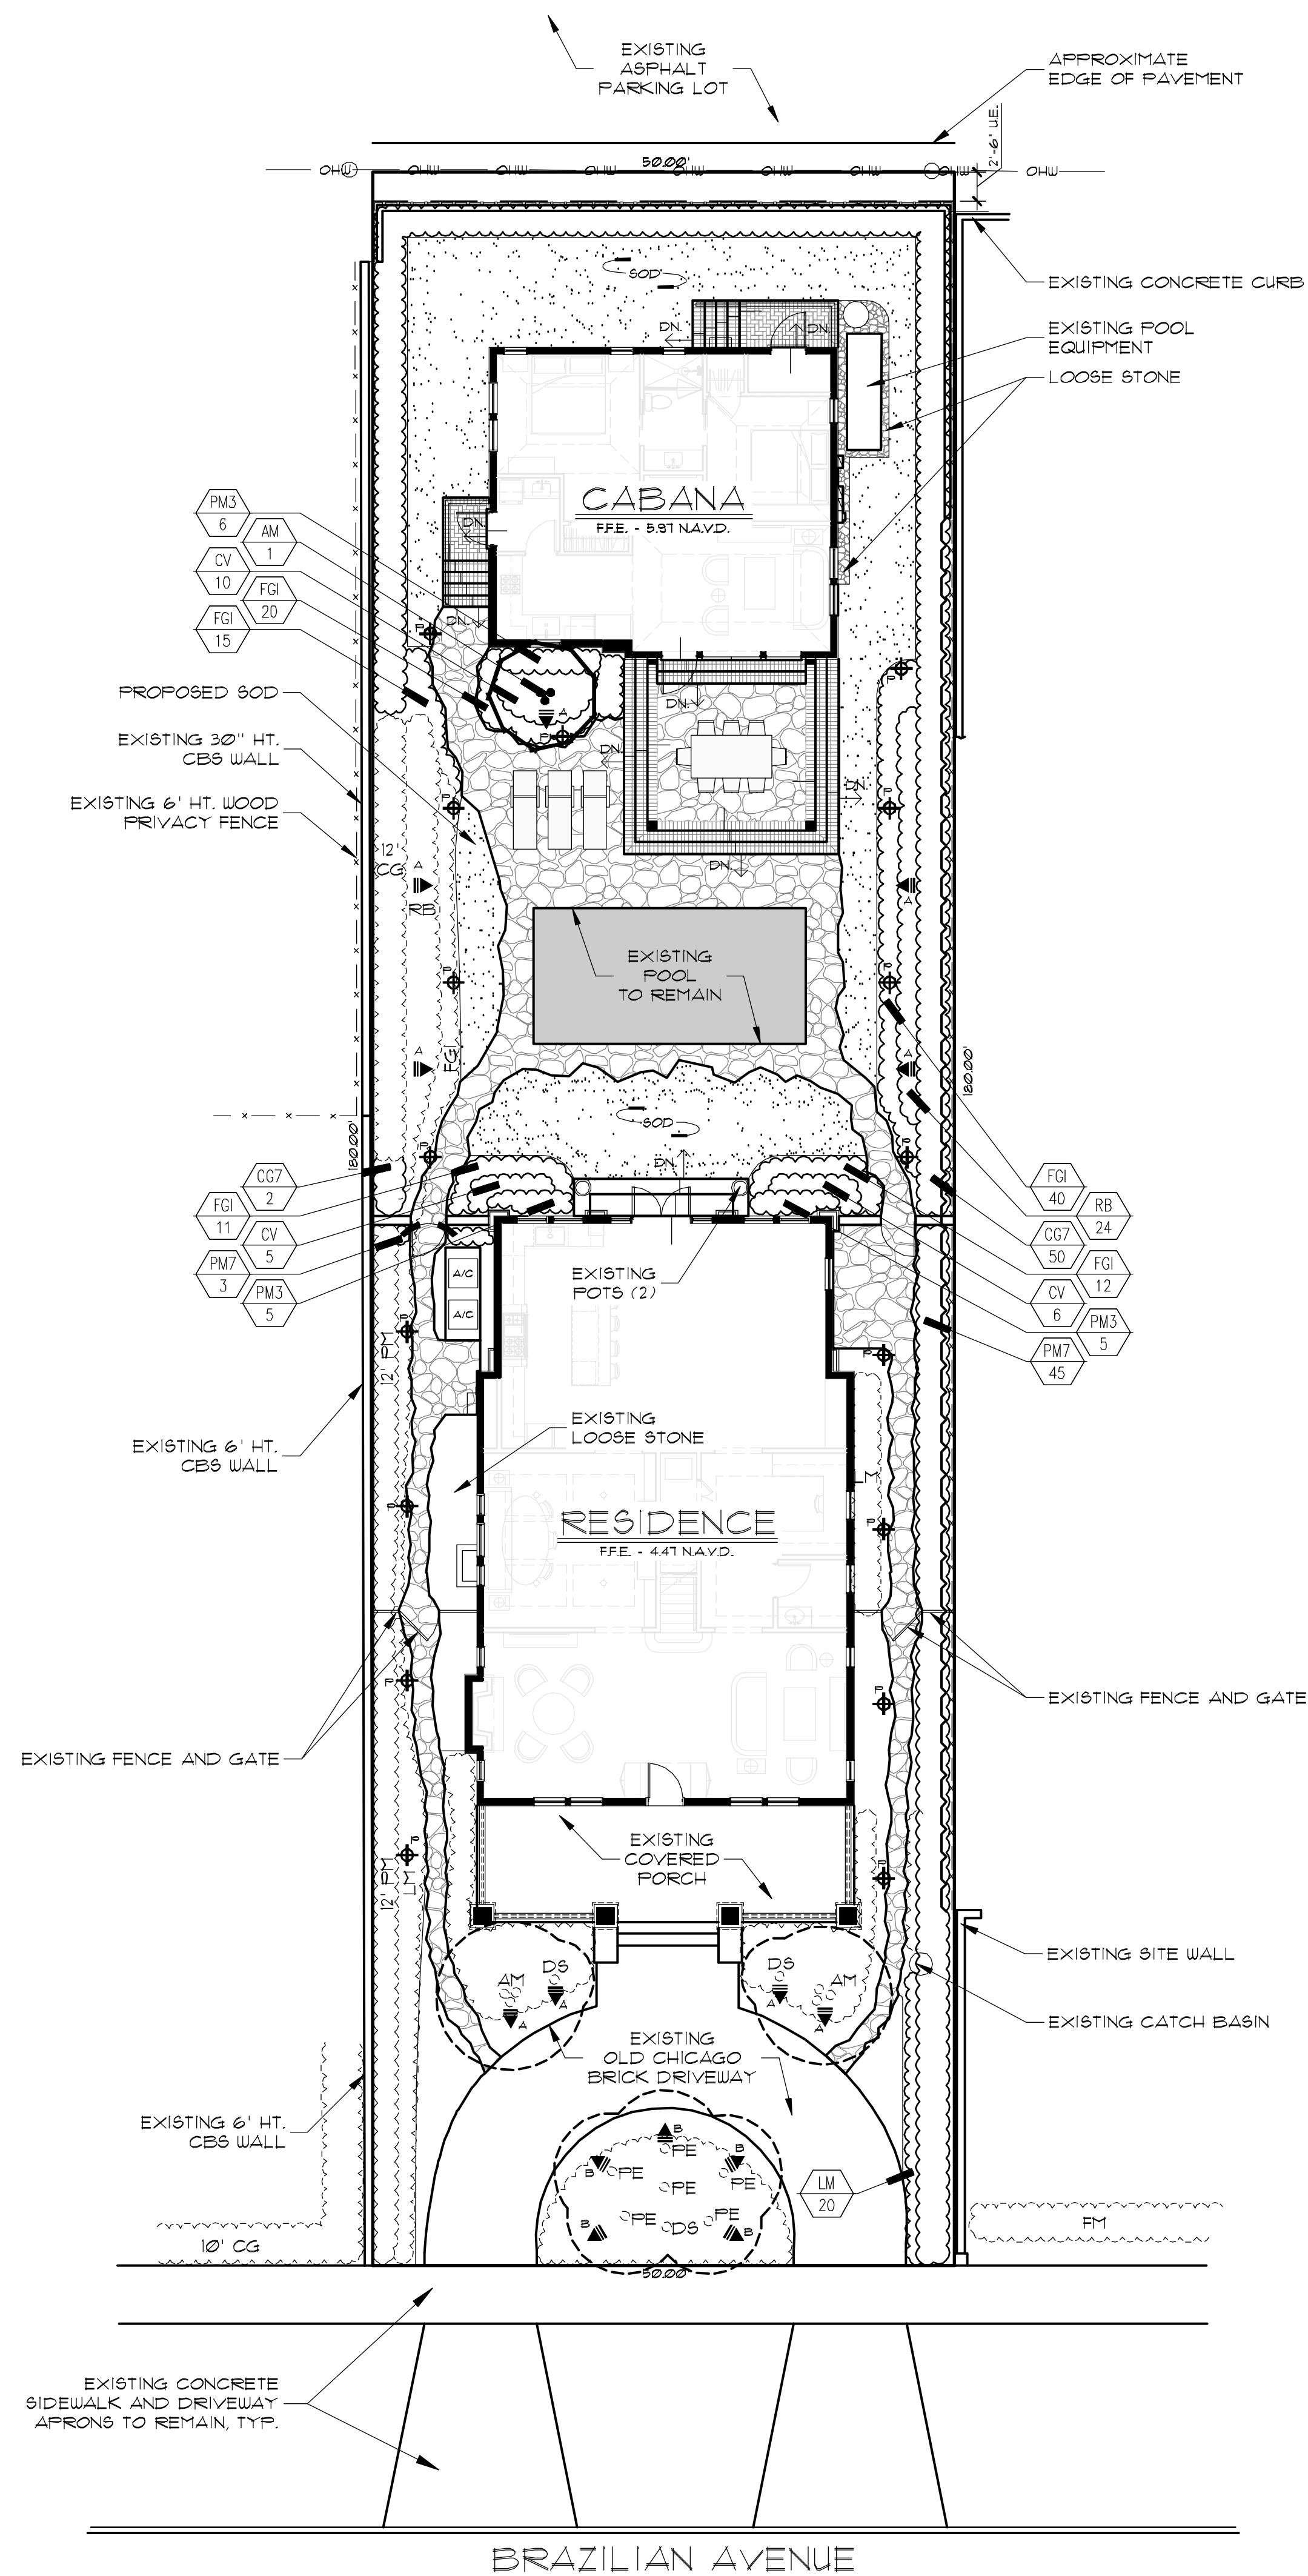 EXISTING
ASPHALT
PARKING LOT
APPROXIMATE
EDGE OF PAVEMENT
2'-6" U.E.
50.00'
OHW OHW OHW OHW OHW OHW OHW OHW OHW
EXISTING CONCRETE CURB
SOD
EXISTING POOL
EQUIPMENT
LOOSE STONE
DN.
DN.
CABANA
F.F.E. - 5.97 N.A.V.D.
PM3
6
AM
1
CV
10
FGI
20
FGI
15
DN.
DN.
P
P
PROPOSED SOD
A
P
DN.
DN.
EXISTING 30" HT.
CBS WALL
EXISTING 6' HT. WOOD
PRIVACY FENCE
P
P
DN.
DN.
12'
CG
A
RB
A
EXISTING
POOL
TO REMAIN
P
P
A
FGI
A
180.00'
180.00'
SOD
P
P
DN.
CG7
2
FGI
11
CV
5
PM7
3
PM3
5
FGI
40
RB
24
CG7
50
FGI
12
CV
6
PM3
5
PM7
45
A/C
A/C
EXISTING
POTS (2)
P
12' PM
P
EXISTING 6' HT.
CBS WALL
EXISTING
LOOSE STONE
LM
RESIDENCE
F.F.E. - 4.47 N.A.V.D.
P
P
EXISTING FENCE AND GATE
P
P
EXISTING FENCE AND GATE
EXISTING
COVERED
PORCH
P
12' PM
LM
P
EXISTING SITE WALL
AM
DS
A
A
DS
AM
A
A
EXISTING CATCH BASIN
EXISTING
OLD CHICAGO
BRICK DRIVEWAY
EXISTING 6' HT.
CBS WALL
B
PE
B
PE
B
PE
PE
B
PE
DS
PE
B
LM
20
10' CG
FM
50.00'
EXISTING CONCRETE
SIDEWALK AND DRIVEWAY
APRONS TO REMAIN, TYP.
BRAZILIAN AVENUE